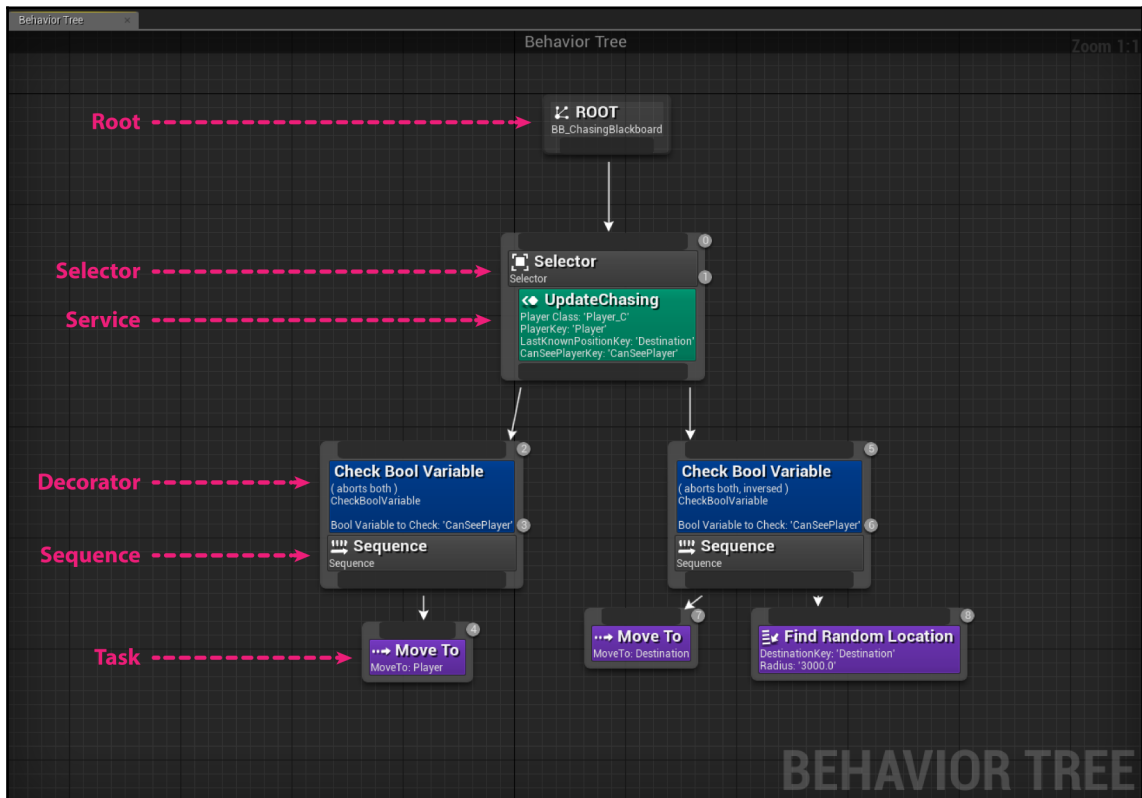 Behavior Tree ×
Behavior Tree
Zoom 1:1
Root
ROOT
BB_ChasingBlackboard
0
Selector
Selector
Selector
1
Service
UpdateChasing
Player Class: 'Player_C'
PlayerKey: 'Player'
LastKnownPositionKey: 'Destination'
CanSeePlayerKey: 'CanSeePlayer'
2
Decorator
Check Bool Variable
( aborts both )
CheckBoolVariable
Bool Variable to Check: 'CanSeePlayer'
3
Sequence
Sequence
Sequence
5
Check Bool Variable
( aborts both, inversed )
CheckBoolVariable
Bool Variable to Check: 'CanSeePlayer'
6
Sequence
Sequence
4
Task
Move To
MoveTo: Player
7
Move To
MoveTo: Destination
8
Find Random Location
DestinationKey: 'Destination'
Radius: '3000.0'
BEHAVIOR TREE